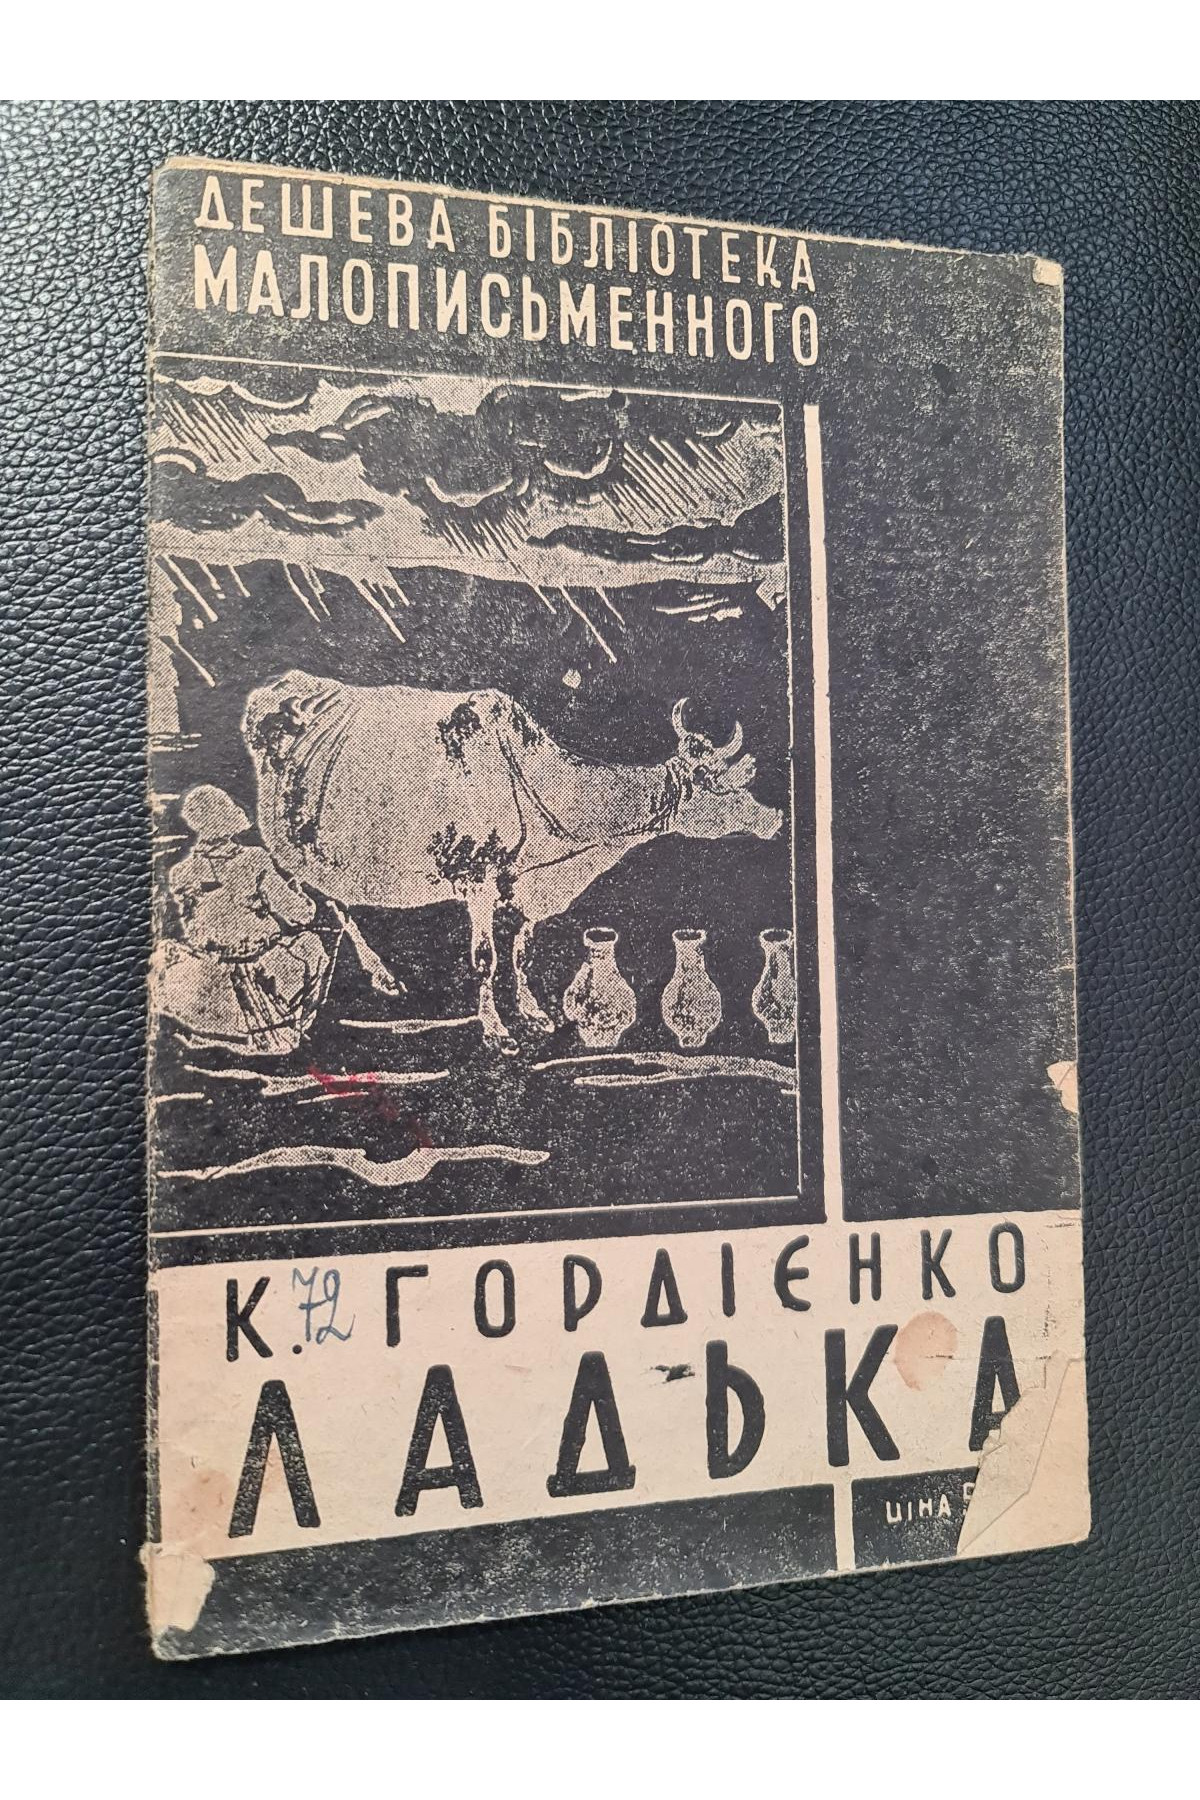 ДЕШЕВА БІБЛІОТЕКА
МАЛОПИСЬМЕННОГО
К. ГОРДІЄНКО
72
ЛАДЬКА
ЦІНА